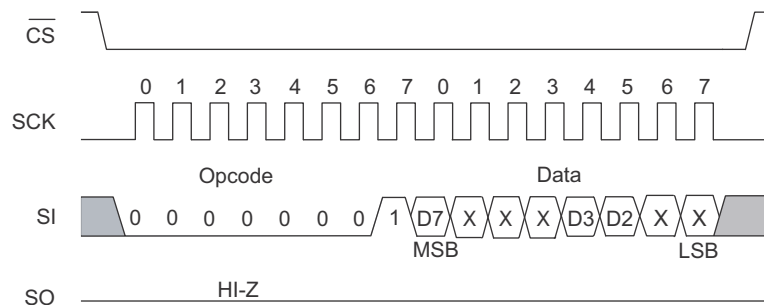 CS
0 1 2 3 4 5 6 7 0 1 2 3 4 5 6 7
SCK
Opcode Data
SI 0 0 0 0 0 0 0 1 D7 X X X D3 D2 X X
MSB LSB
HI-Z
SO